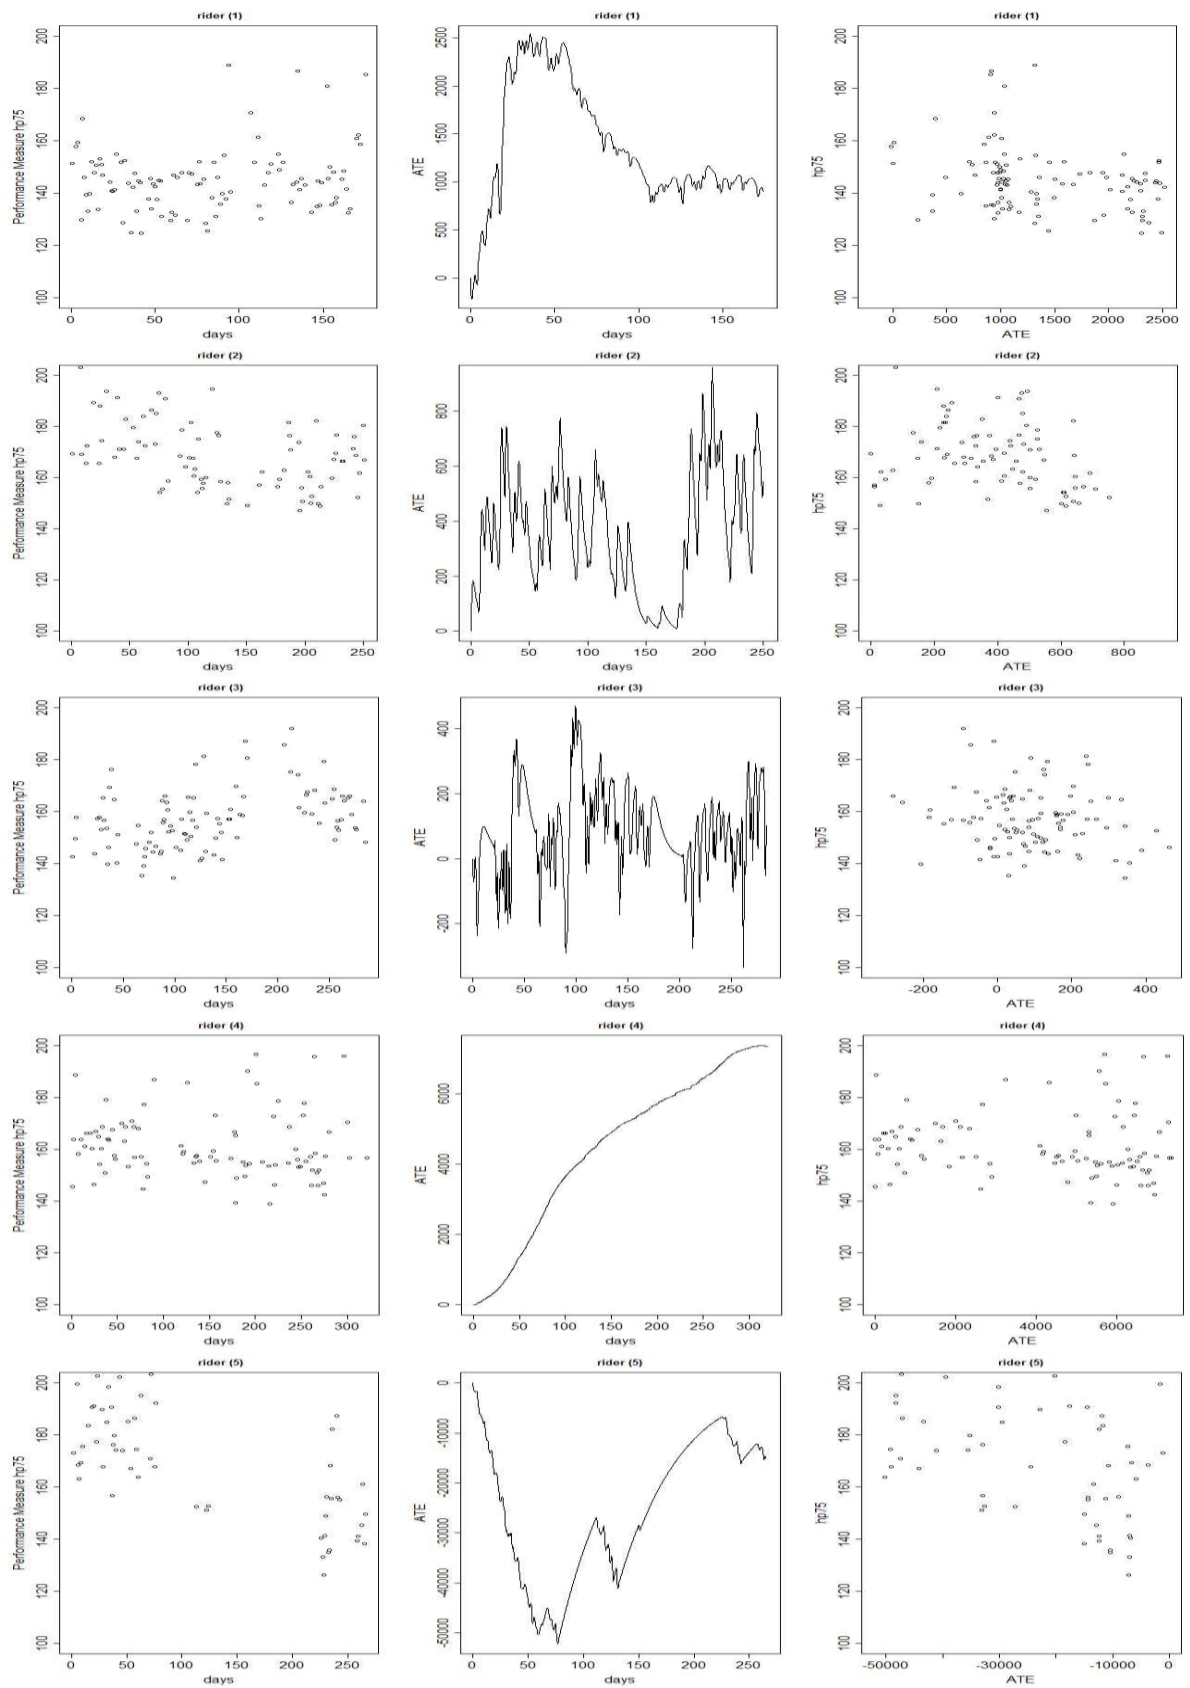 rider (1) rider (1) rider (1)
Performance Measure hp75
100 120 140 160 180 200
0 50 100 150
days
ATE
0 500 1000 1500 2000 2500
0 50 100 150
days
hp75
100 120 140 160 180 200
0 500 1000 1500 2000 2500
ATE
rider (2) rider (2) rider (2)
Performance Measure hp75
100 120 140 160 180 200
0 50 100 150 200 250
days
ATE
0 200 400 600 800
0 50 100 150 200 250
days
hp75
100 120 140 160 180 200
0 200 400 600 800
ATE
rider (3) rider (3) rider (3)
Performance Measure hp75
100 120 140 160 180 200
0 50 100 150 200 250
days
ATE
-200 0 200 400
0 50 100 150 200 250
days
hp75
100 120 140 160 180 200
-200 0 200 400
ATE
rider (4) rider (4) rider (4)
Performance Measure hp75
100 120 140 160 180 200
0 50 100 150 200 250 300
days
ATE
0 2000 4000 6000
0 50 100 150 200 250 300
days
hp75
100 120 140 160 180 200
0 2000 4000 6000
ATE
rider (5) rider (5) rider (5)
Performance Measure hp75
100 120 140 160 180 200
0 50 100 150 200 250
days
ATE
-50000 -40000 -30000 -20000 -10000 0
0 50 100 150 200 250
days
hp75
100 120 140 160 180 200
-50000 -30000 -10000 0
ATE